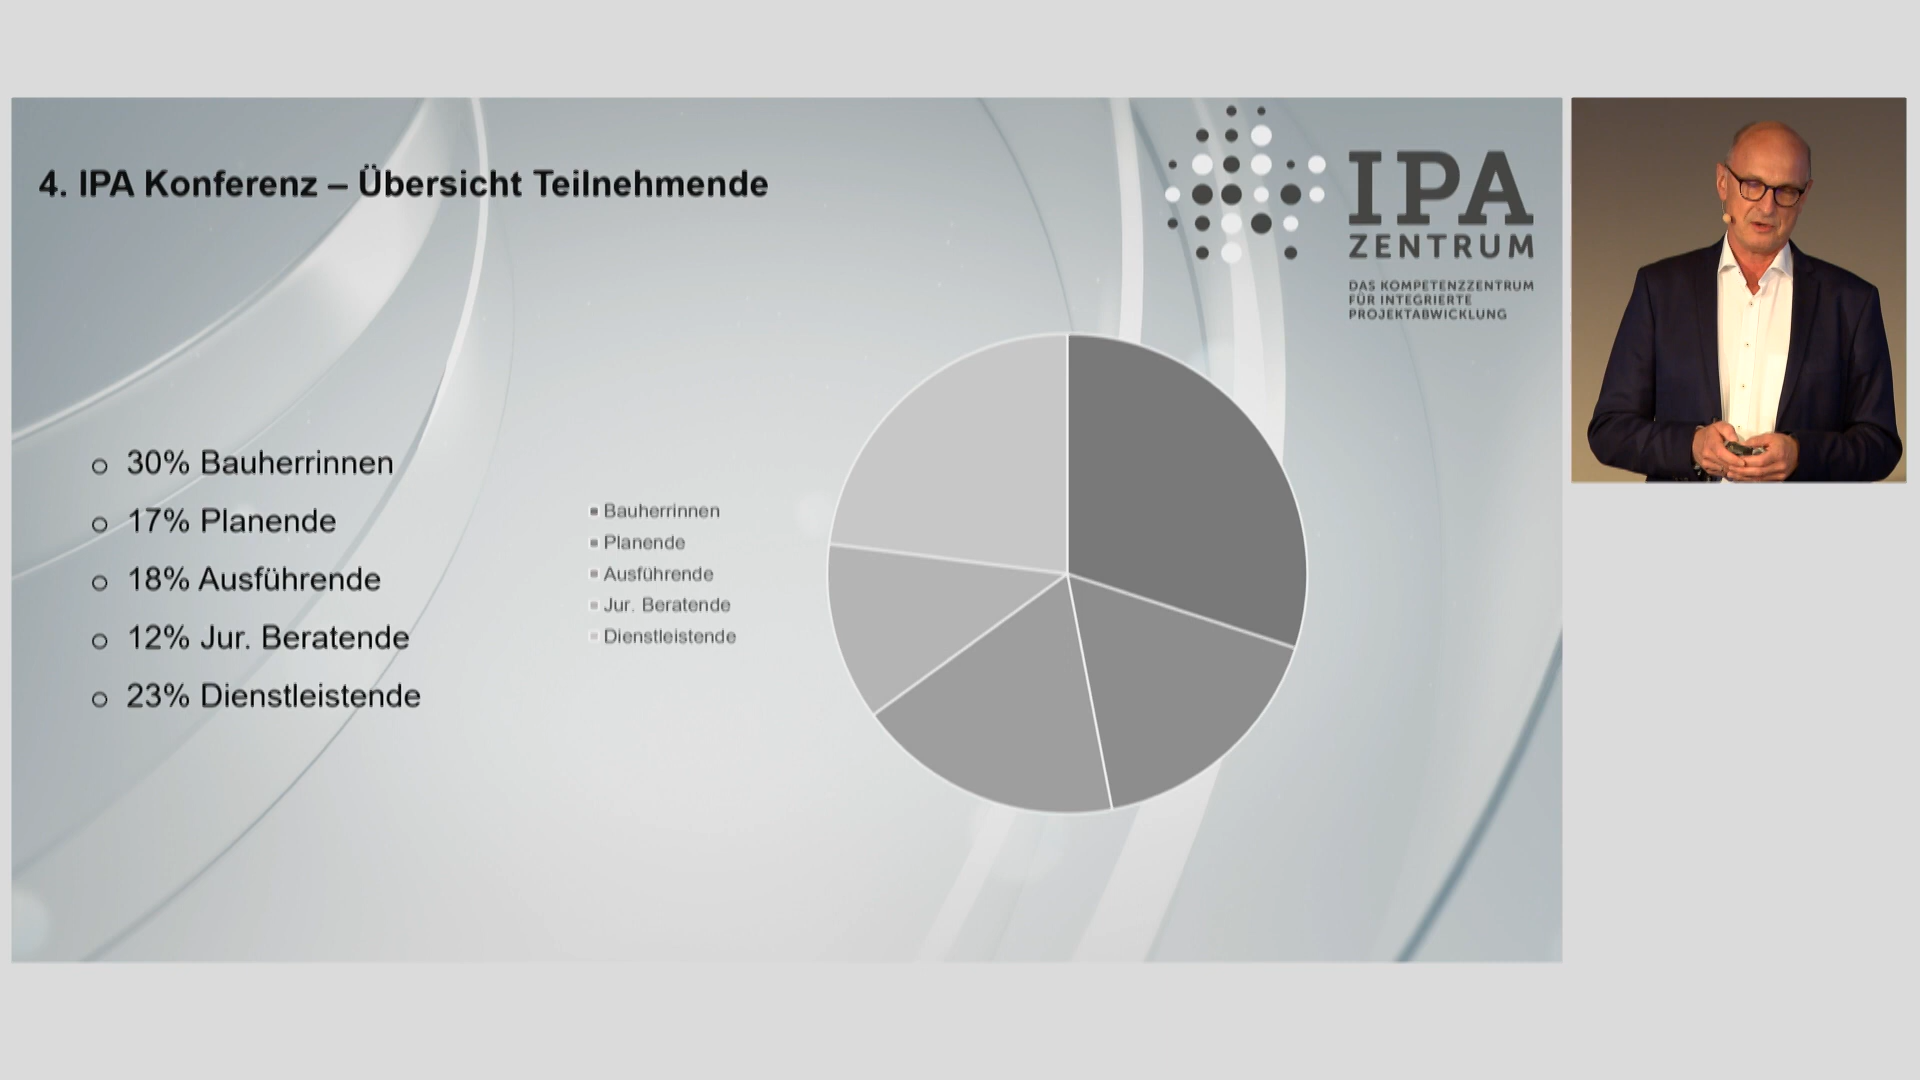 4. IPA Konferenz – Übersicht Teilnehmende
IPA
ZENTRUM
DAS KOMPETENZZENTRUM
FÜR INTEGRIERTE
PROJEKTABWICKLUNG
30% Bauherrinnen
17% Planende
18% Ausführende
12% Jur. Beratende
23% Dienstleistende
Bauherrinnen
Planende
Ausführende
Jur. Beratende
Dienstleistende